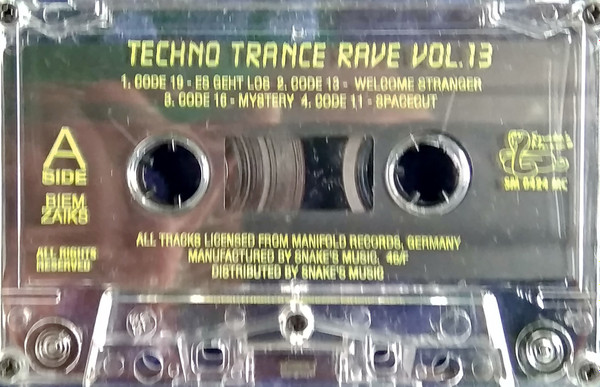 TECHNO TRANCE RAVE VOL.13
1. CODE 19 - ES GEHT LOS 2. CODE 13 - WELCOME STRANGER
3. CODE 16 - MYSTERY 4. CODE 11 - SPACECUT
A
SIDE
BIEM
ZAIKS
SM 0424 MC
ALL RIGHTS
RESERVED
ALL TRACKS LICENSED FROM MANIFOLD RECORDS, GERMANY
MANUFACTURED BY SNAKE'S MUSIC, 46/F
DISTRIBUTED BY SNAKE'S MUSIC